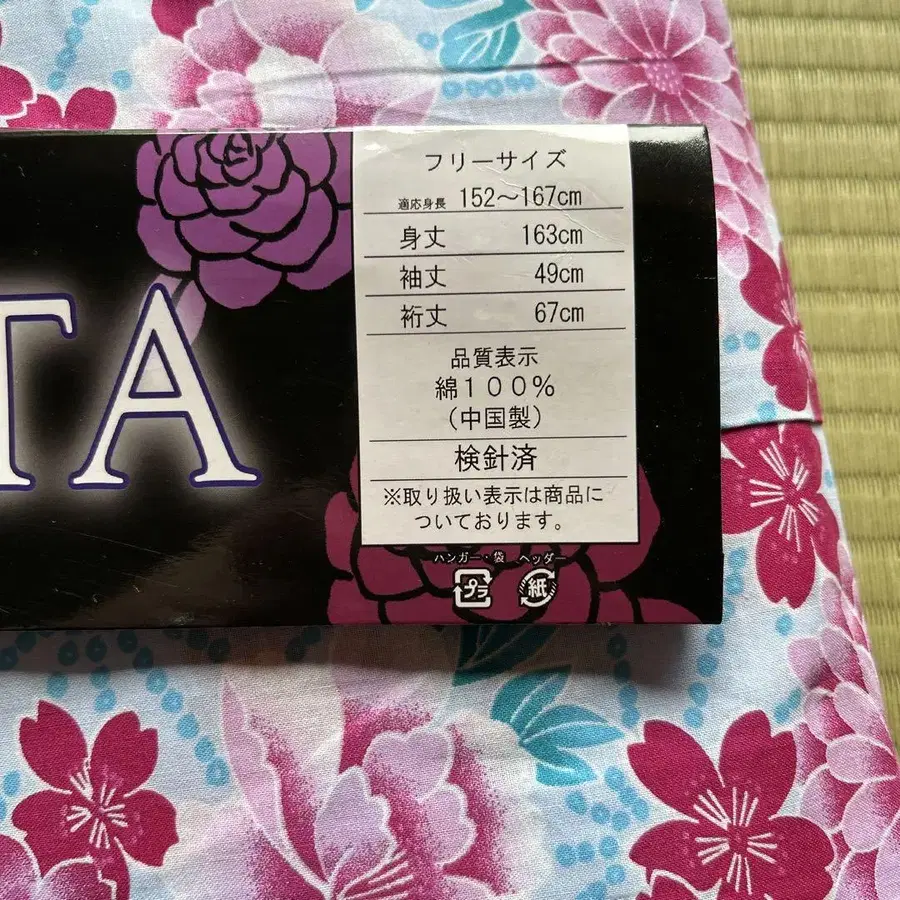 TA
フリーサイズ
適応身長 152～167cm
身丈 163cm
袖丈 49cm
裄丈 67cm
品質表示
綿100%
(中国製)
検針済
※取り扱い表示は商品に
ついております。
ハンガー・袋 ヘッダー
プラ 紙